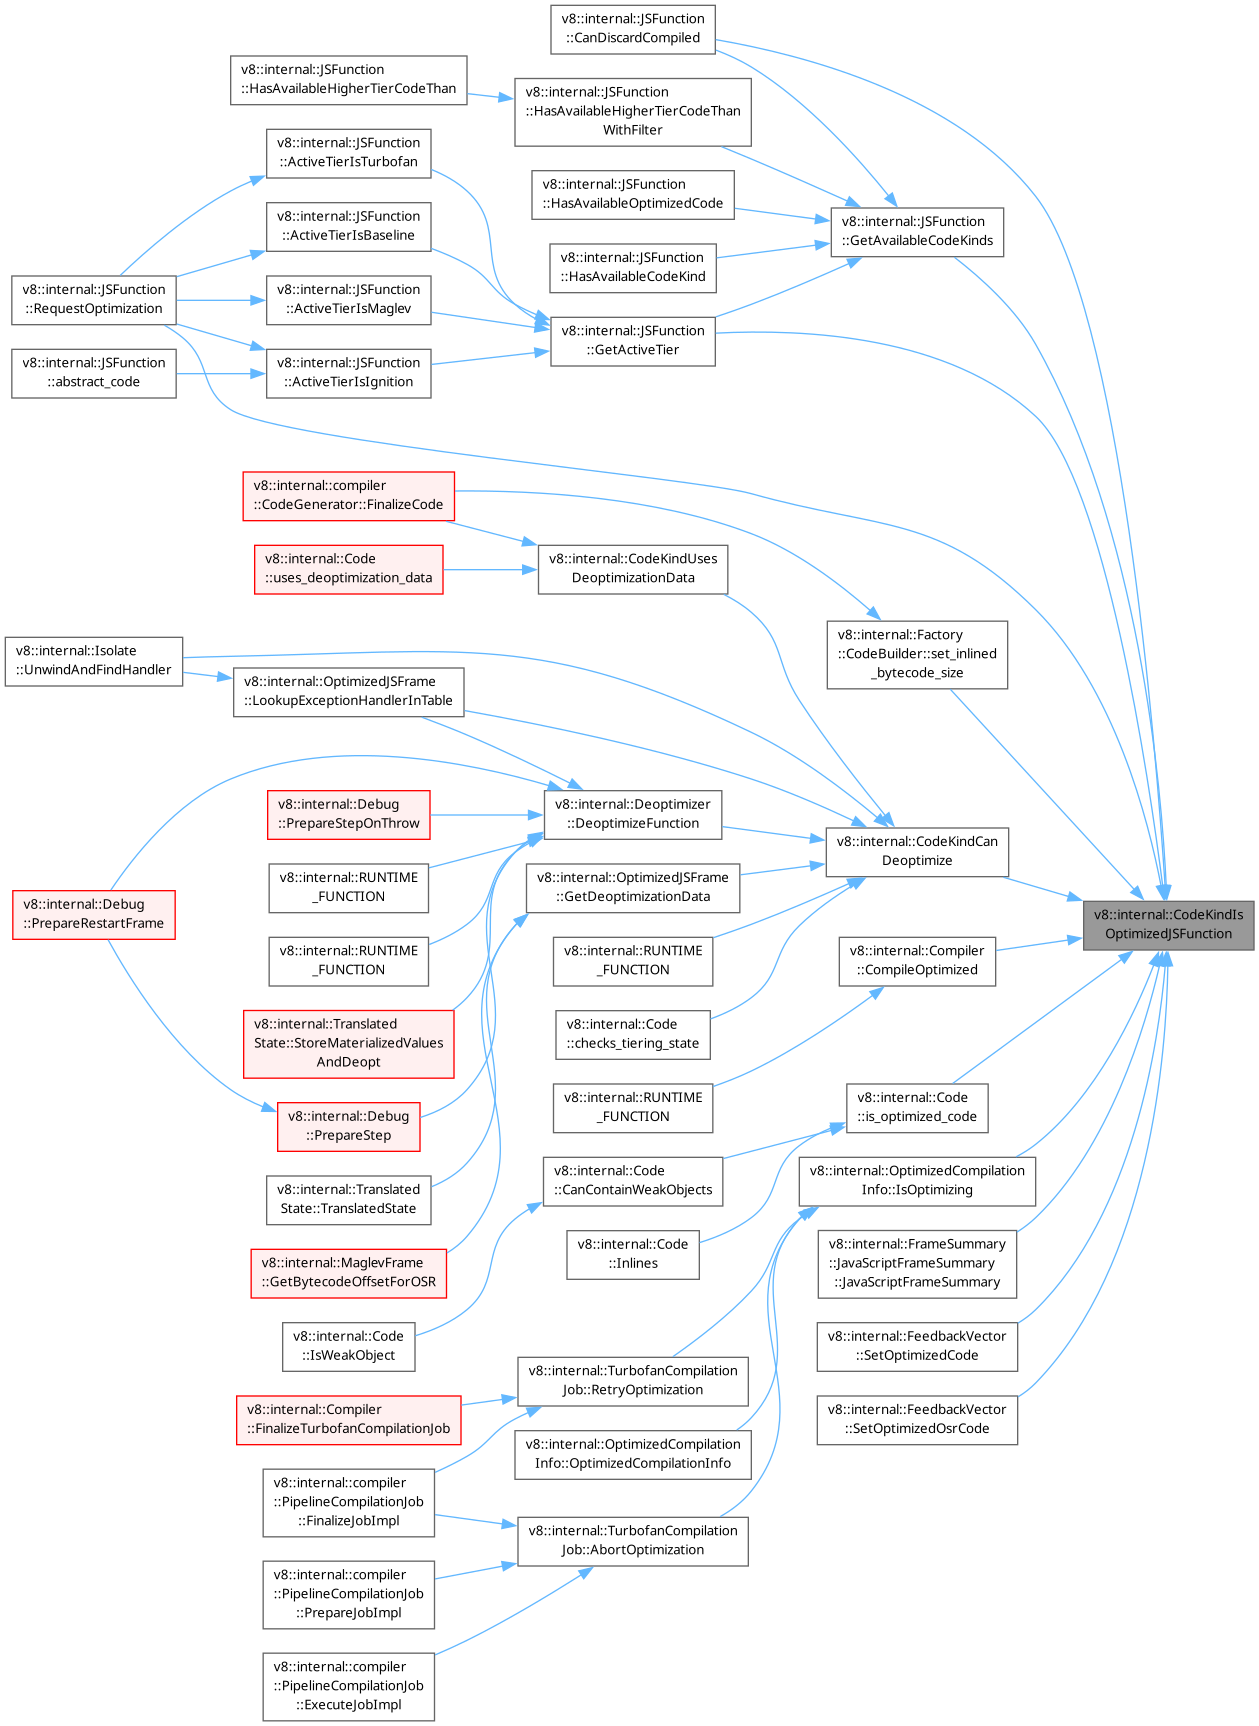 v8::internal::JSFunction
::CanDiscardCompiled
v8::internal::JSFunction
::HasAvailableHigherTierCodeThan
v8::internal::JSFunction
::HasAvailableHigherTierCodeThan
WithFilter
v8::internal::JSFunction
::ActiveTierIsTurbofan
v8::internal::JSFunction
::HasAvailableOptimizedCode
v8::internal::JSFunction
::ActiveTierIsBaseline
v8::internal::JSFunction
::GetAvailableCodeKinds
v8::internal::JSFunction
::HasAvailableCodeKind
v8::internal::JSFunction
::RequestOptimization
v8::internal::JSFunction
::ActiveTierIsMaglev
v8::internal::JSFunction
::GetActiveTier
v8::internal::JSFunction
::abstract_code
v8::internal::JSFunction
::ActiveTierIsIgnition
v8::internal::compiler
::CodeGenerator::FinalizeCode
v8::internal::Code
::uses_deoptimization_data
v8::internal::CodeKindUses
DeoptimizationData
v8::internal::Factory
::CodeBuilder::set_inlined
_bytecode_size
v8::internal::Isolate
::UnwindAndFindHandler
v8::internal::OptimizedJSFrame
::LookupExceptionHandlerInTable
v8::internal::Debug
::PrepareStepOnThrow
v8::internal::Deoptimizer
::DeoptimizeFunction
v8::internal::CodeKindCan
Deoptimize
v8::internal::RUNTIME
_FUNCTION
v8::internal::OptimizedJSFrame
::GetDeoptimizationData
v8::internal::Debug
::PrepareRestartFrame
v8::internal::CodeKindIs
OptimizedJSFunction
v8::internal::RUNTIME
_FUNCTION
v8::internal::RUNTIME
_FUNCTION
v8::internal::Compiler
::CompileOptimized
v8::internal::Translated
State::StoreMaterializedValues
AndDeopt
v8::internal::Code
::checks_tiering_state
v8::internal::Debug
::PrepareStep
v8::internal::RUNTIME
_FUNCTION
v8::internal::Code
::is_optimized_code
v8::internal::Translated
State::TranslatedState
v8::internal::Code
::CanContainWeakObjects
v8::internal::OptimizedCompilation
Info::IsOptimizing
v8::internal::MaglevFrame
::GetBytecodeOffsetForOSR
v8::internal::Code
::Inlines
v8::internal::FrameSummary
::JavaScriptFrameSummary
::JavaScriptFrameSummary
v8::internal::Code
::IsWeakObject
v8::internal::FeedbackVector
::SetOptimizedCode
v8::internal::TurbofanCompilation
Job::RetryOptimization
v8::internal::Compiler
::FinalizeTurbofanCompilationJob
v8::internal::FeedbackVector
::SetOptimizedOsrCode
v8::internal::OptimizedCompilation
Info::OptimizedCompilationInfo
v8::internal::compiler
::PipelineCompilationJob
::FinalizeJobImpl
v8::internal::TurbofanCompilation
Job::AbortOptimization
v8::internal::compiler
::PipelineCompilationJob
::PrepareJobImpl
v8::internal::compiler
::PipelineCompilationJob
::ExecuteJobImpl